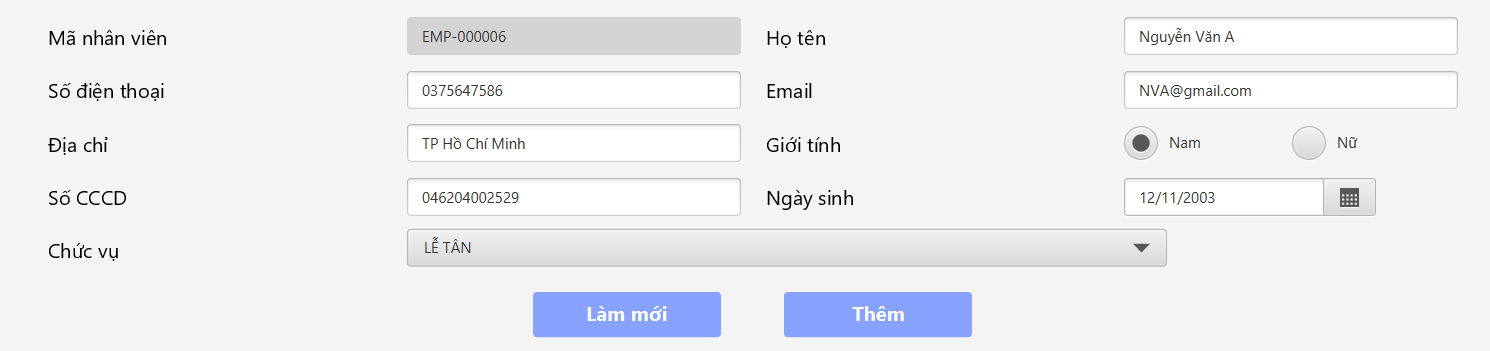 Mã nhân viên EMP-000006 Họ tên Nguyễn Văn A
Số điện thoại 0375647586 Email NVA@gmail.com
Địa chỉ TP Hồ Chí Minh Giới tính Nam Nữ
Số CCCD 046204002529 Ngày sinh 12/11/2003
Chức vụ LỄ TÂN
Làm mới Thêm